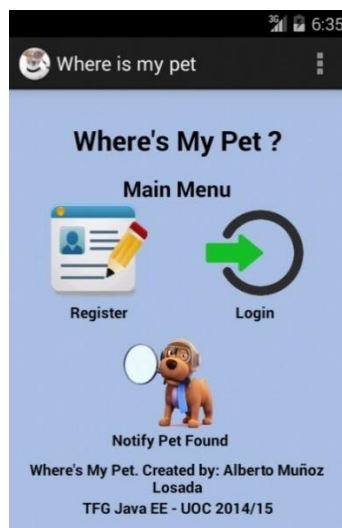 3G 6:35
Where is my pet
Where's My Pet ?
Main Menu
Register Login
Notify Pet Found
Where's My Pet. Created by: Alberto Muñoz
Losada
TFG Java EE - UOC 2014/15